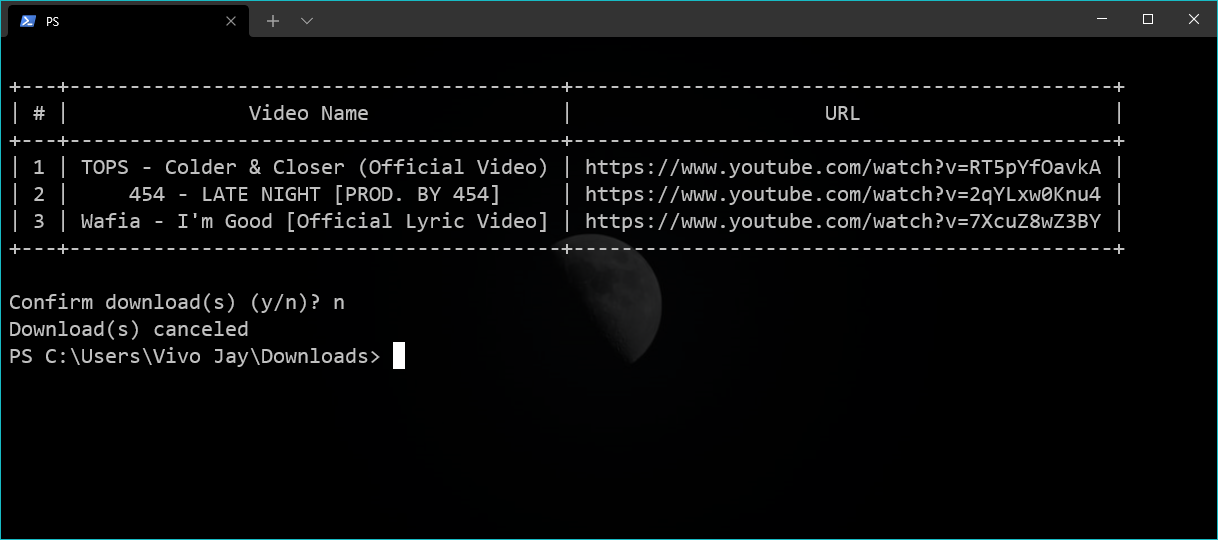 PS
+---+-----------------------------------------+---------------------------------------------+
| # |               Video Name                |                     URL                     |
+---+-----------------------------------------+---------------------------------------------+
| 1 | TOPS - Colder & Closer (Official Video) | https://www.youtube.com/watch?v=RT5pYfOavkA |
| 2 |     454 - LATE NIGHT [PROD. BY 454]     | https://www.youtube.com/watch?v=2qYLxw0Knu4 |
| 3 | Wafia - I'm Good [Official Lyric Video] | https://www.youtube.com/watch?v=7XcuZ8wZ3BY |
+---+-----------------------------------------+---------------------------------------------+
Confirm download(s) (y/n)? n
Download(s) canceled
PS C:\Users\Vivo Jay\Downloads>